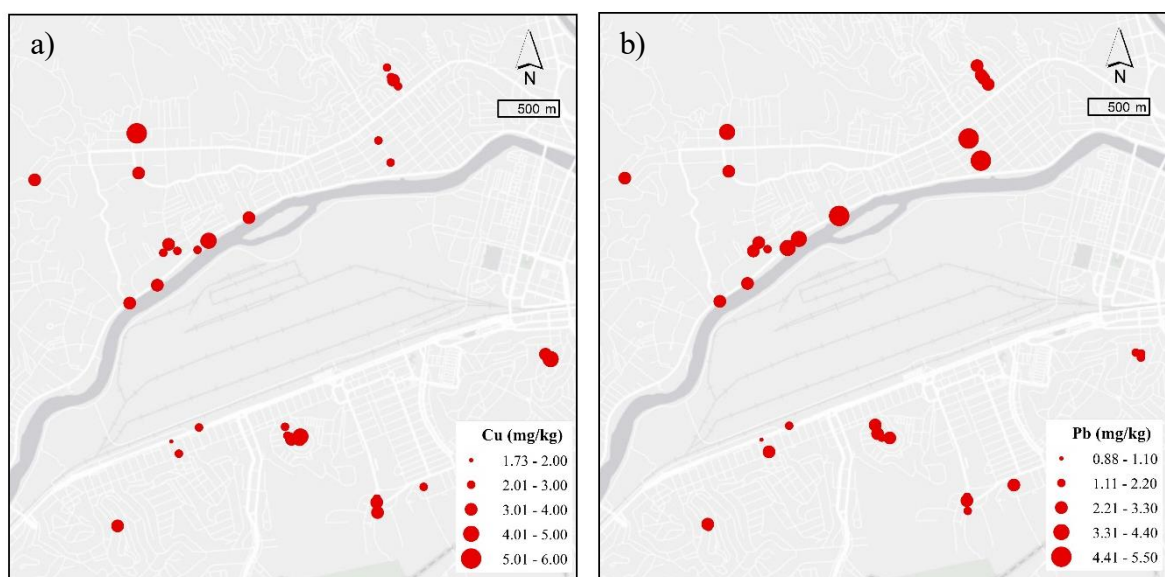 a)
N
500 m
Cu (mg/kg)
1.73 - 2.00
2.01 - 3.00
3.01 - 4.00
4.01 - 5.00
5.01 - 6.00
b)
N
500 m
Pb (mg/kg)
0.88 - 1.10
1.11 - 2.20
2.21 - 3.30
3.31 - 4.40
4.41 - 5.50